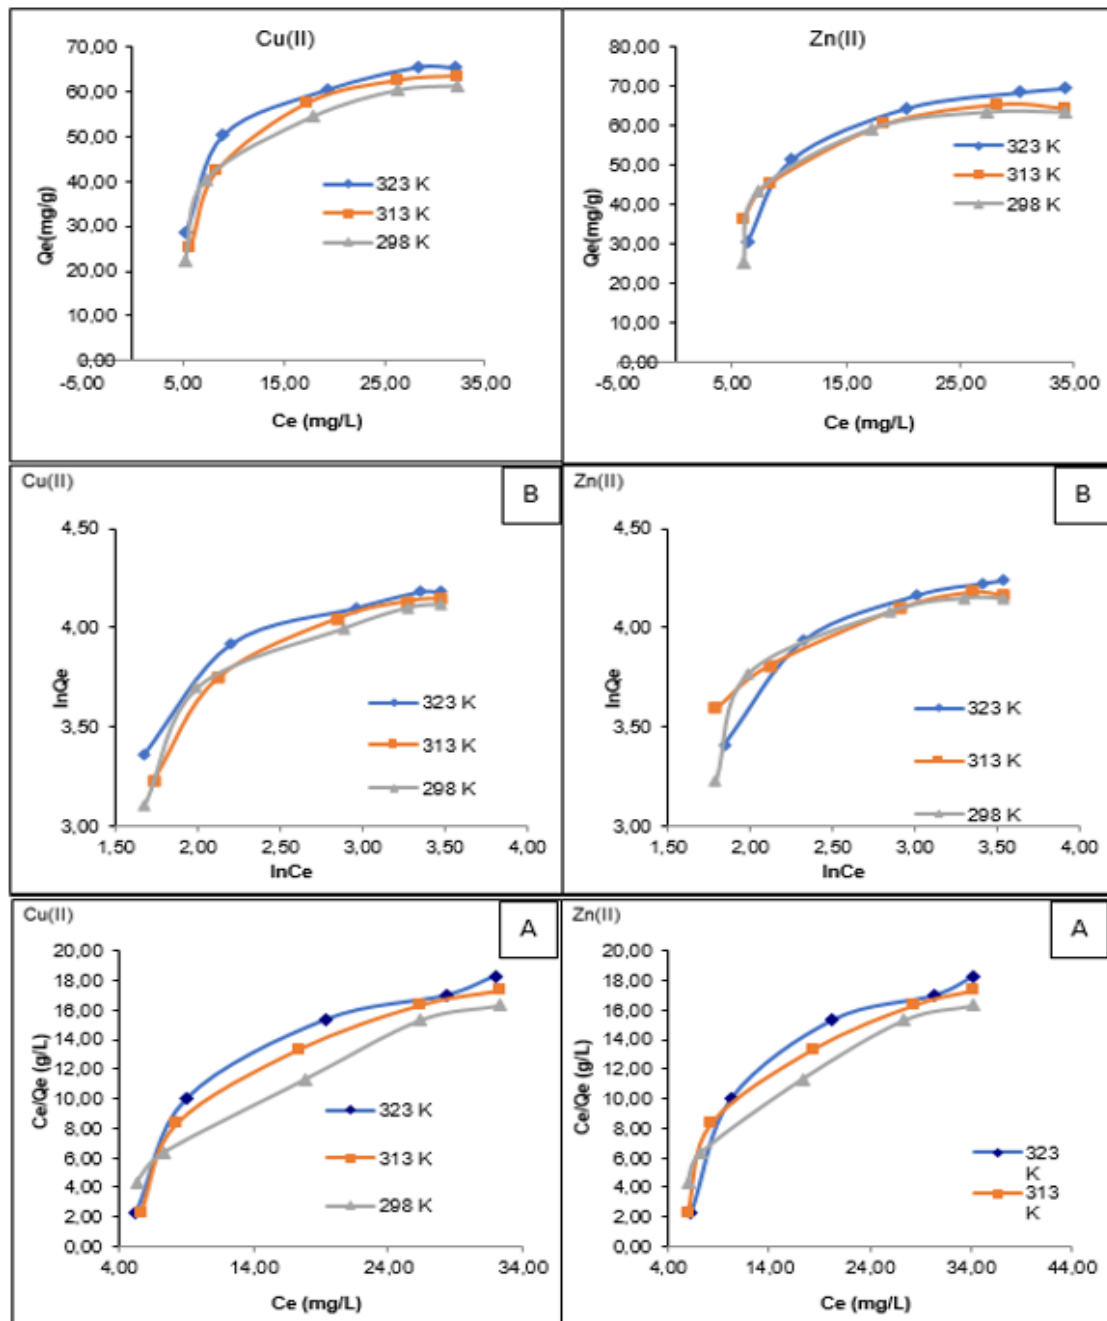 Cu(II)
70,00
60,00
50,00
40,00
30,00
20,00
10,00
0,00
-5,00
5,00
15,00
25,00
35,00
Qe(mg/g)
Ce (mg/L)
323 K
313 K
298 K
Zn(II)
80,00
70,00
60,00
50,00
40,00
30,00
20,00
10,00
0,00
-5,00
5,00
15,00
25,00
35,00
Qe(mg/g)
Ce (mg/L)
323 K
313 K
298 K
Cu(II)
B
4,50
4,00
3,50
3,00
1,50
2,00
2,50
3,00
3,50
4,00
lnQe
lnCe
323 K
313 K
298 K
Zn(II)
B
4,50
4,00
3,50
3,00
1,50
2,00
2,50
3,00
3,50
4,00
lnQe
lnCe
323 K
313 K
298 K
Cu(II)
A
20,00
18,00
16,00
14,00
12,00
10,00
8,00
6,00
4,00
2,00
0,00
4,00
14,00
24,00
34,00
Ce/Qe (g/L)
Ce (mg/L)
323 K
313 K
298 K
Zn(II)
A
20,00
18,00
16,00
14,00
12,00
10,00
8,00
6,00
4,00
2,00
0,00
4,00
14,00
24,00
34,00
44,00
Ce/Qe (g/L)
Ce (mg/L)
323
K
313
K